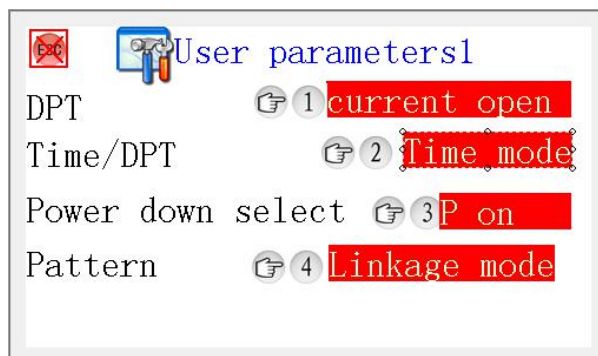 ESC User parameters1
DPT 1 current open
Time/DPT 2 Time mode
Power down select 3 P on
Pattern 4 Linkage mode